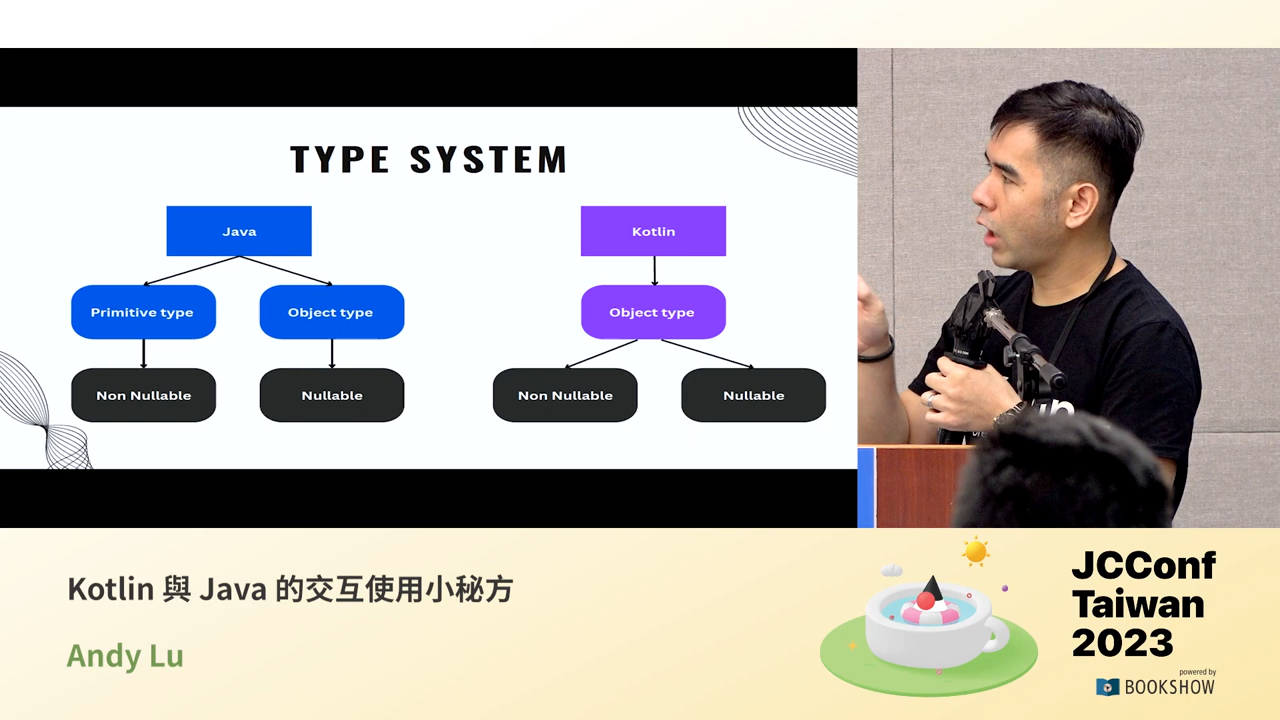 TYPE SYSTEM
Java
Kotlin
Primitive type
Object type
Object type
Non Nullable
Nullable
Non Nullable
Nullable
Kotlin 與 Java 的交互使用小秘方
Andy Lu
JCConf
Taiwan
2023
powered by
BOOKSHOW